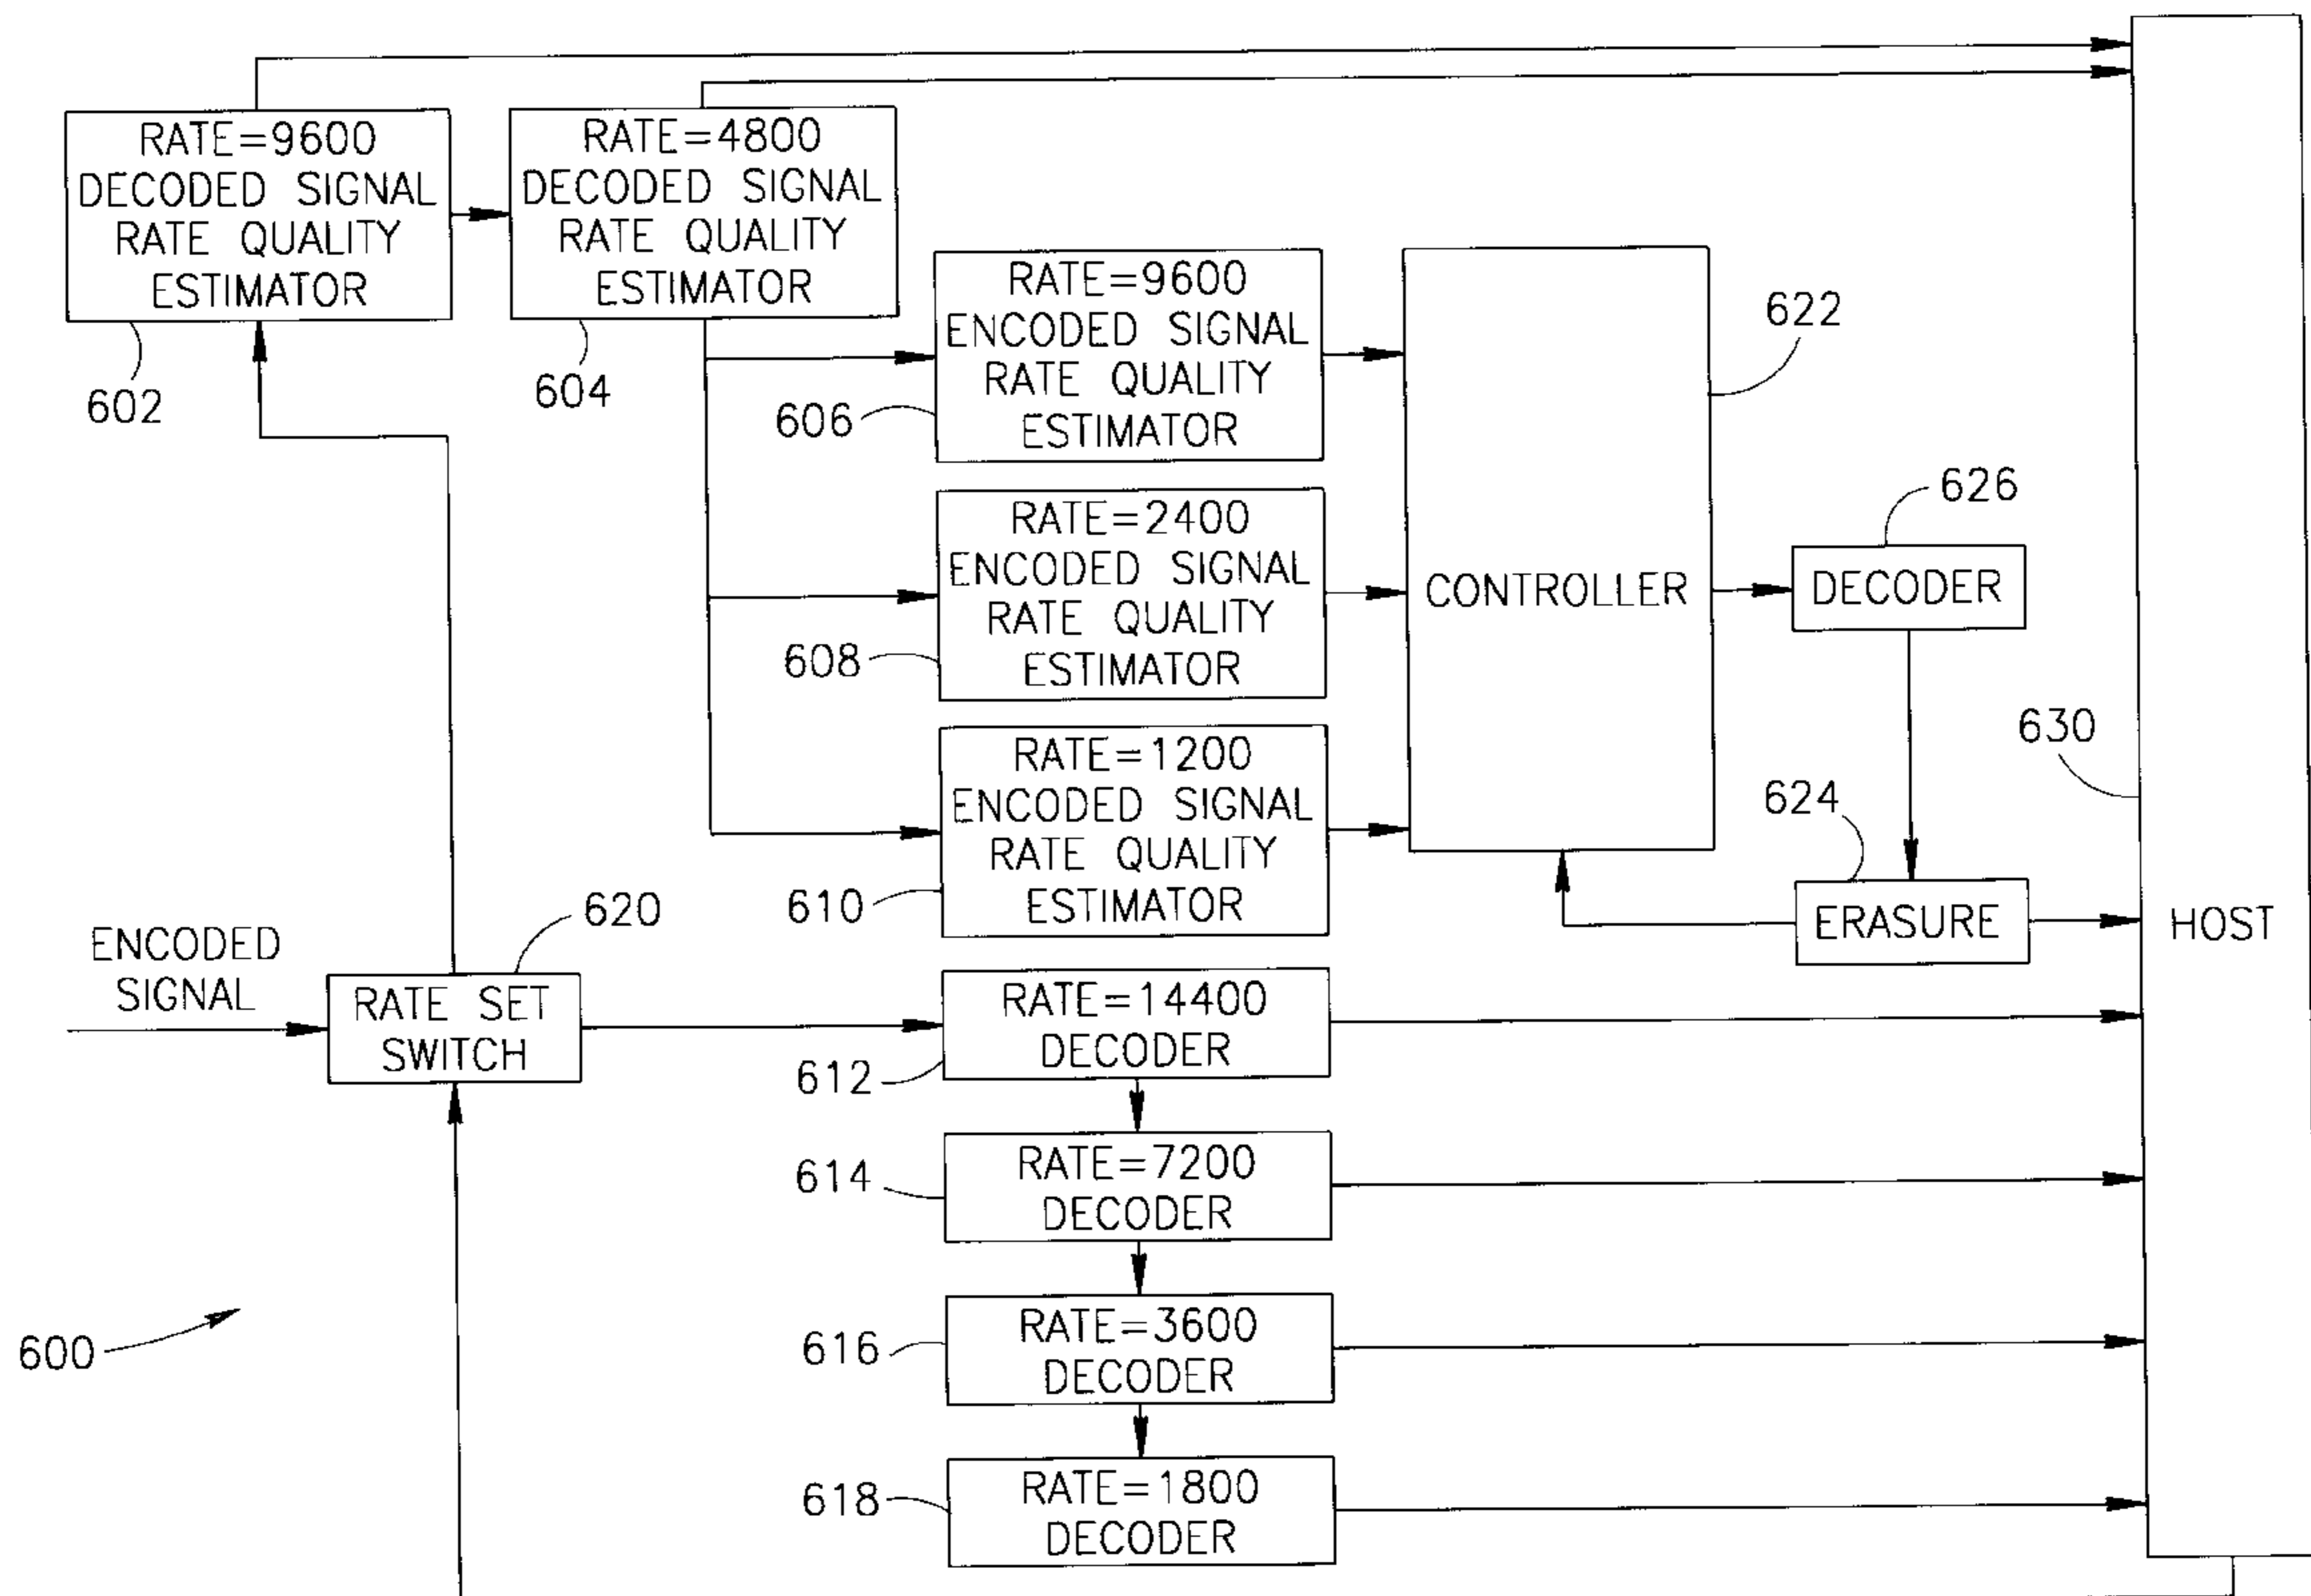 RATE=9600
DECODED SIGNAL
RATE QUALITY
ESTIMATOR
602
RATE=4800
DECODED SIGNAL
RATE QUALITY
ESTIMATOR
604
RATE=9600
ENCODED SIGNAL
RATE QUALITY
ESTIMATOR
606
RATE=2400
ENCODED SIGNAL
RATE QUALITY
ESTIMATOR
608
RATE=1200
ENCODED SIGNAL
RATE QUALITY
ESTIMATOR
610
CONTROLLER
622
DECODER
626
ERASURE
624
HOST
630
ENCODED
SIGNAL
RATE SET
SWITCH
620
RATE=14400
DECODER
612
RATE=7200
DECODER
614
RATE=3600
DECODER
616
RATE=1800
DECODER
618
600